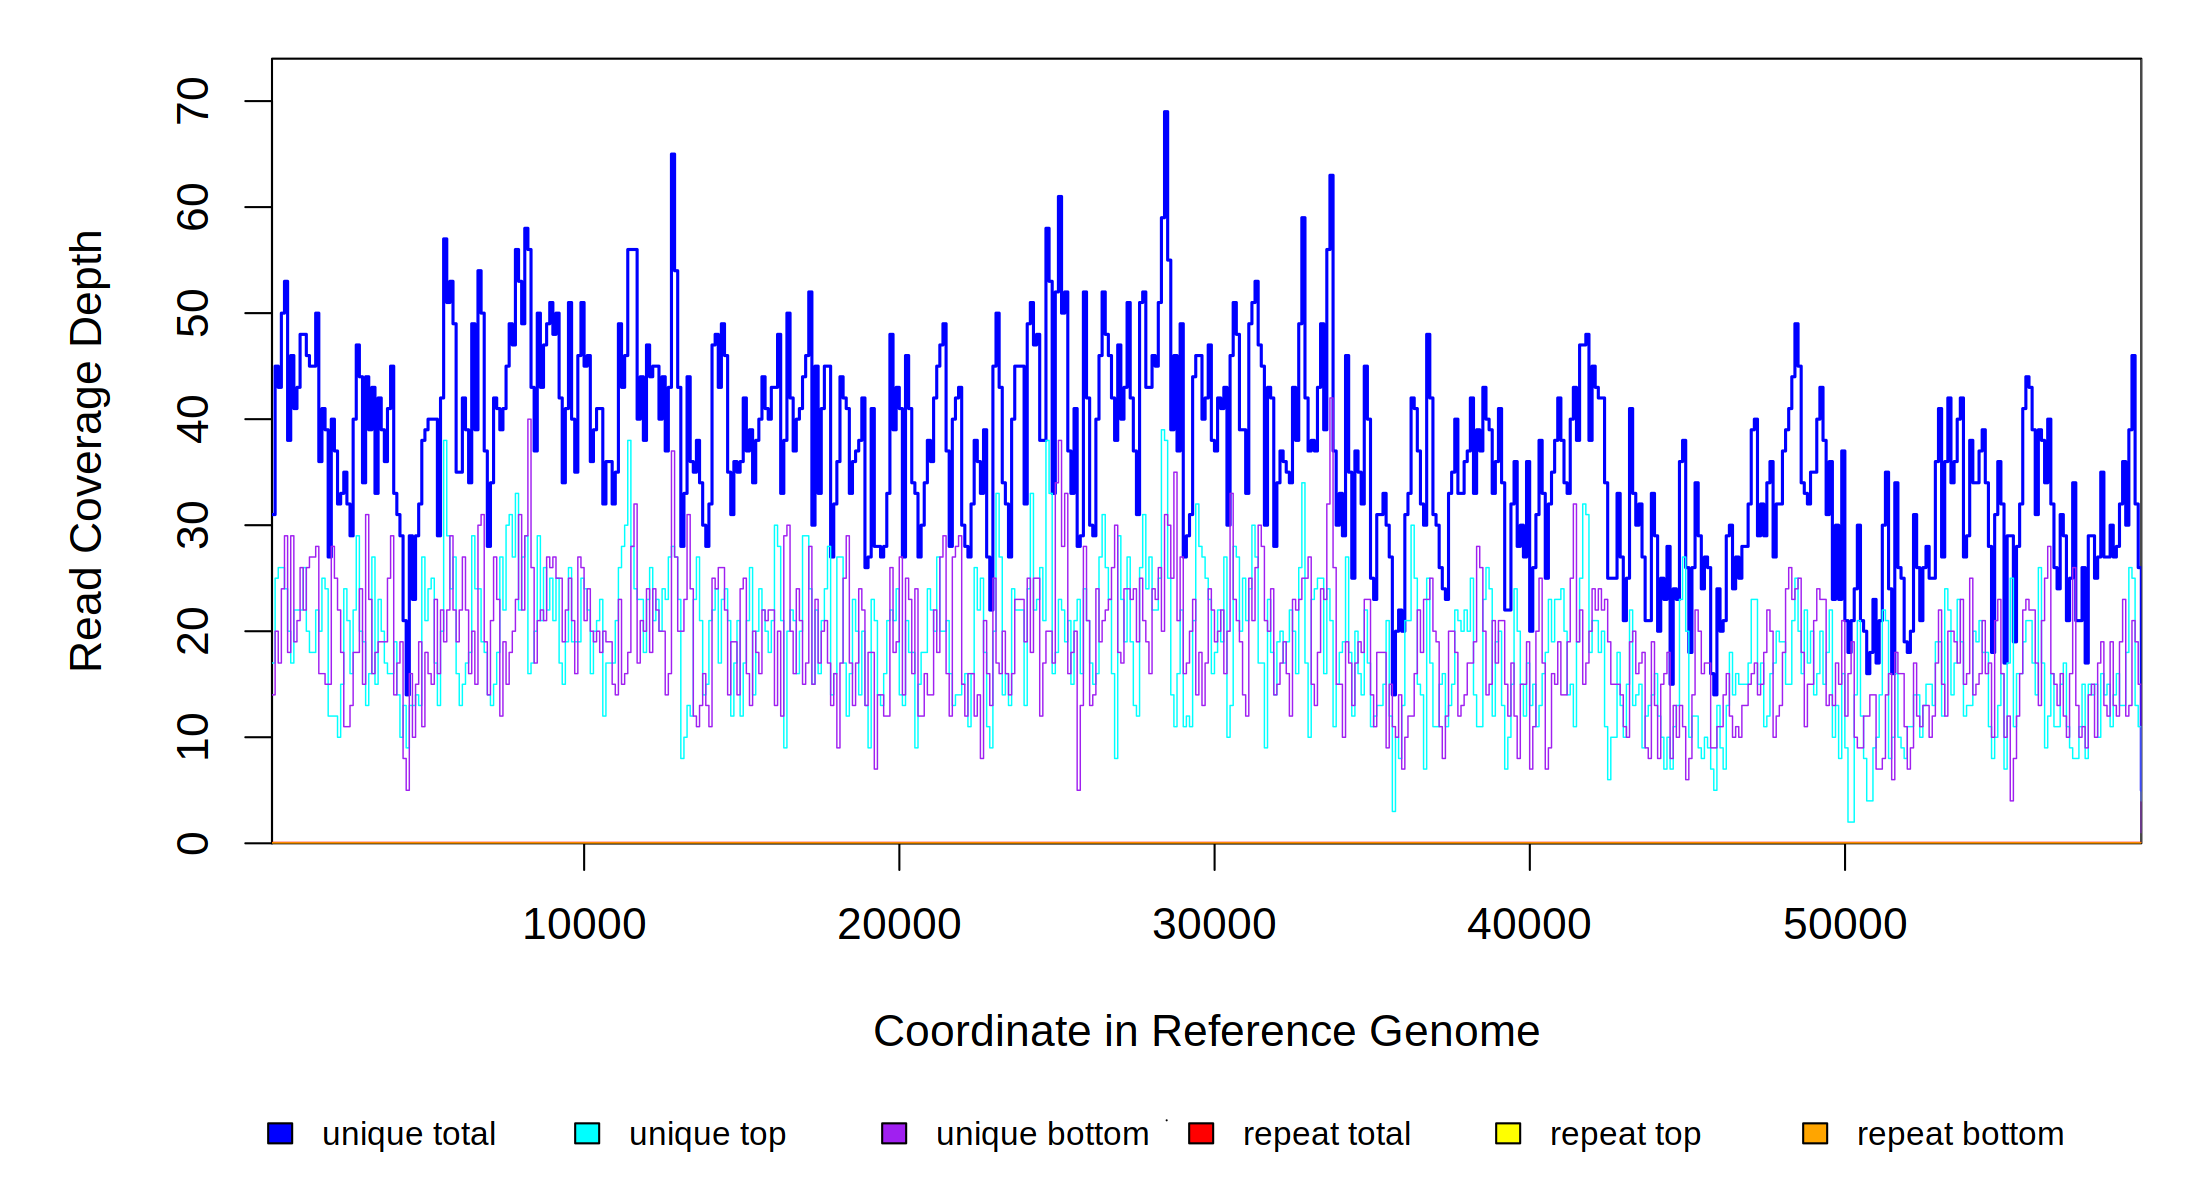 Read Coverage Depth
70
60
50
40
30
20
10
0
10000 20000 30000 40000 50000
Coordinate in Reference Genome
unique total unique top unique bottom repeat total repeat top repeat bottom